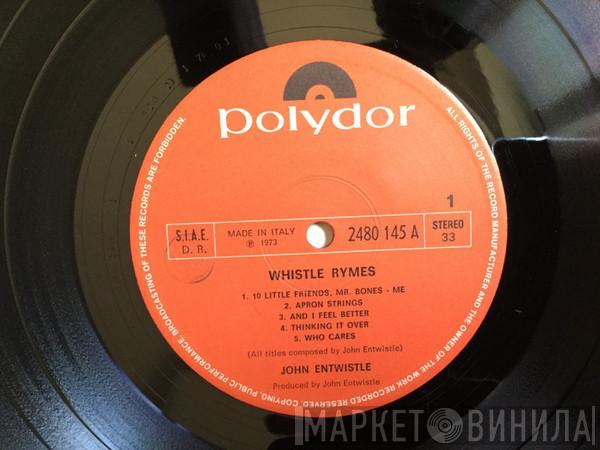 polydor
1
S.I.A.E.
D. R.
MADE IN ITALY
℗ 1973
2480 145 A
STEREO
33
WHISTLE RYMES
1. 10 LITTLE FRIENDS, MR. BONES - ME
2. APRON STRINGS
3. AND I FEEL BETTER
4. THINKING IT OVER
5. WHO CARES
(All titles composed by John Entwistle)
JOHN ENTWISTLE
Produced by John Entwistle
ALL RIGHTS OF THE RECORD MANUFACTURER AND THE OWNER OF THE WORK RECORDED RESERVED. COPYING, PUBLIC PERFORMANCE BROADCASTING OF THESE RECORDS ARE FORBIDDEN.
МАРКЕТ ВИНИЛА